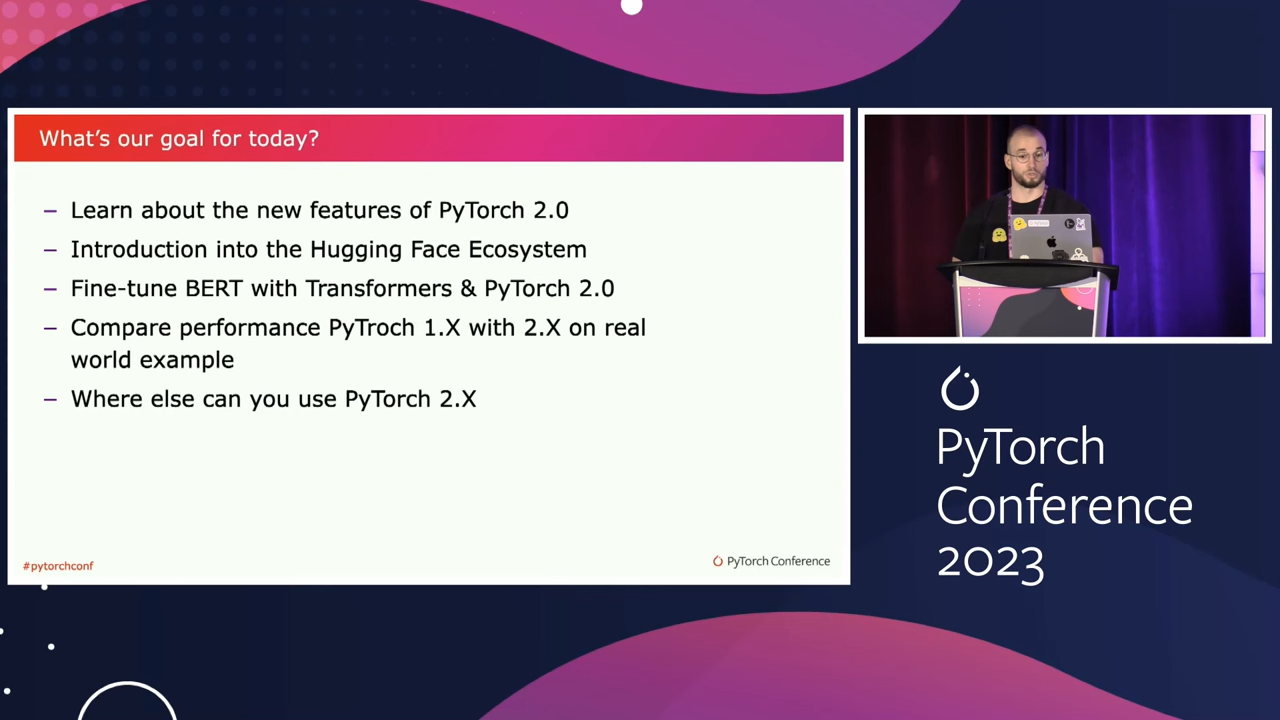 What's our goal for today?
– Learn about the new features of PyTorch 2.0
– Introduction into the Hugging Face Ecosystem
– Fine-tune BERT with Transformers & PyTorch 2.0
– Compare performance PyTroch 1.X with 2.X on real
world example
– Where else can you use PyTorch 2.X
#pytorchconf
PyTorch Conference
PyTorch
Conference
2023